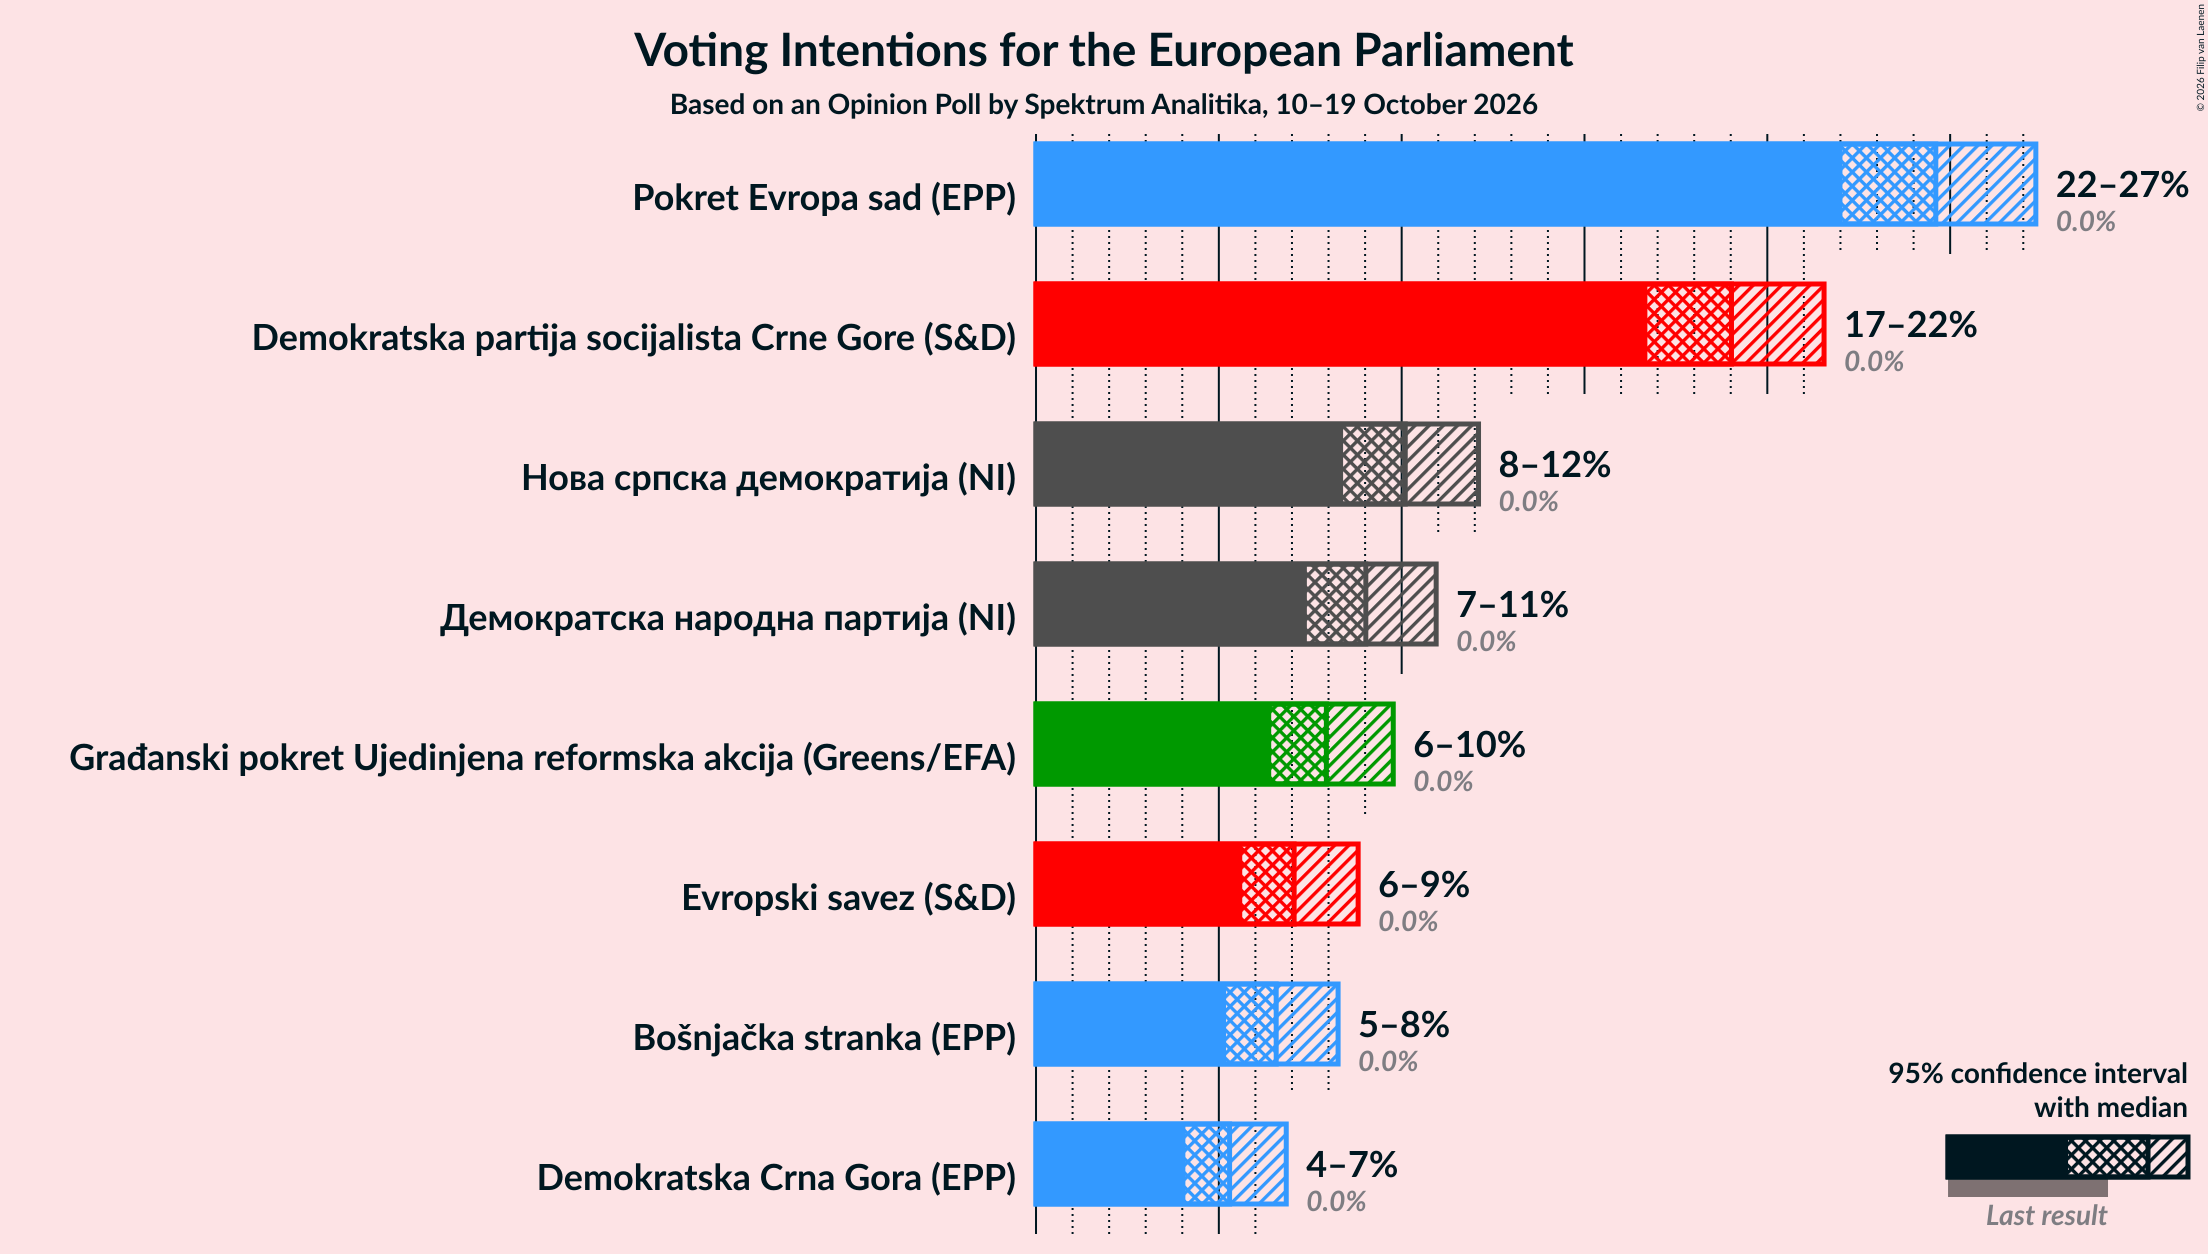 Voting Intentions for the European Parliament
Based on an Opinion Poll by Spektrum Analitika, 10–19 October 2026
© 2026 Filip van Laenen
Pokret Evropa sad (EPP)
22–27%
0.0%
Demokratska partija socijalista Crne Gore (S&D)
17–22%
0.0%
Нова српска демократија (NI)
8–12%
0.0%
Демократска народна партија (NI)
7–11%
0.0%
Građanski pokret Ujedinjena reformska akcija (Greens/EFA)
6–10%
0.0%
Evropski savez (S&D)
6–9%
0.0%
Bošnjačka stranka (EPP)
5–8%
0.0%
Demokratska Crna Gora (EPP)
4–7%
0.0%
95% confidence interval
with median
Last result